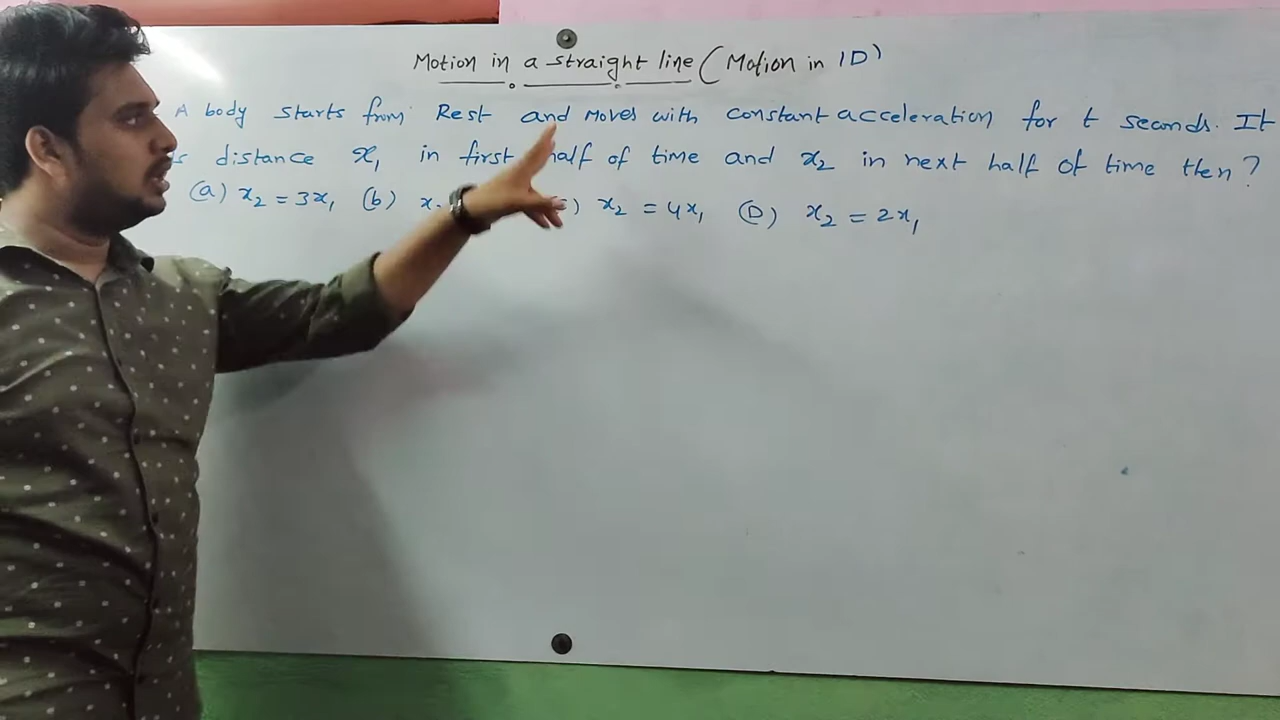 Motion in a straight line (Motion in 1D)
A body starts from Rest and moves with constant acceleration for t seconds. It
distance x₁ in first half of time and x₂ in next half of time then?
(a) x₂ = 3x₁ (b) x₂ = 4x₁ (D) x₂ = 2x₁